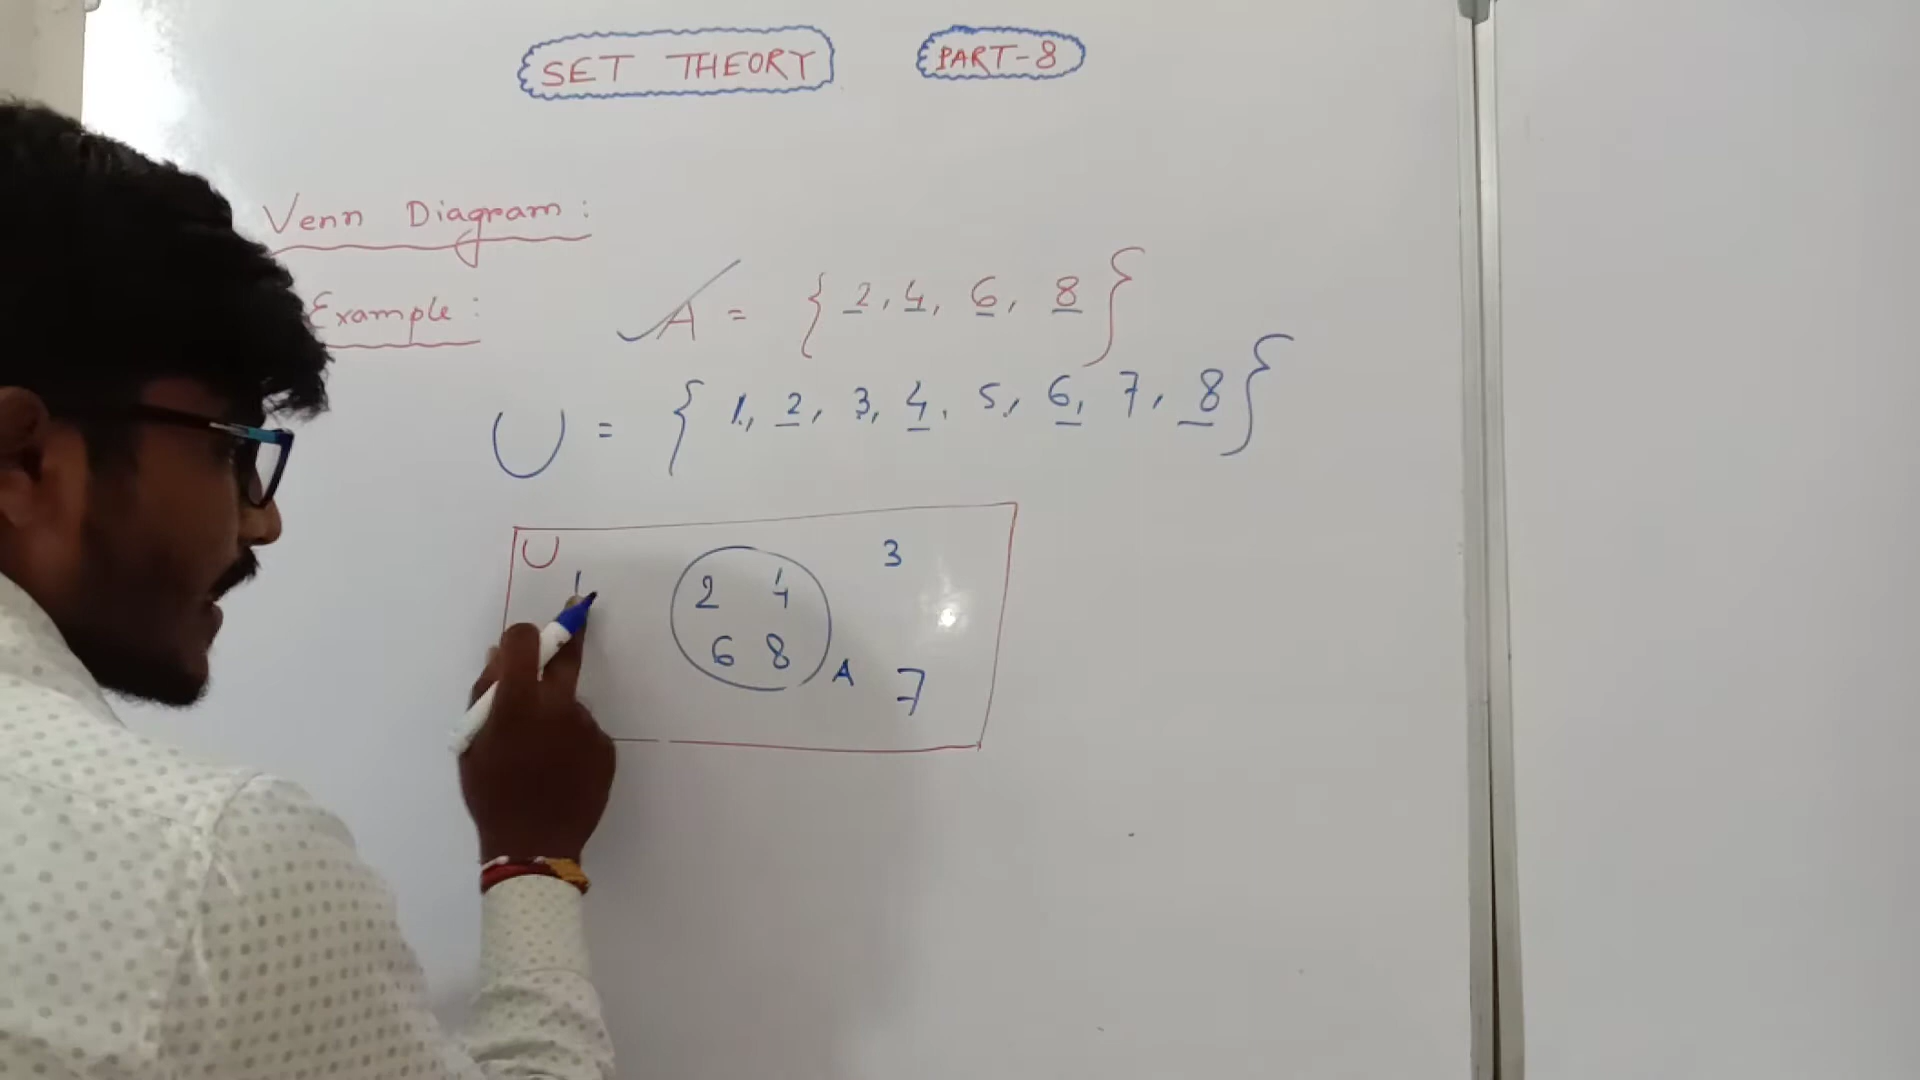 SET THEORY PART-8
Venn Diagram:
Example: A = { 2, 4, 6, 8 }
U = { 1, 2, 3, 4, 5, 6, 7, 8 }
U 3
1 2 4
6 8 A 7